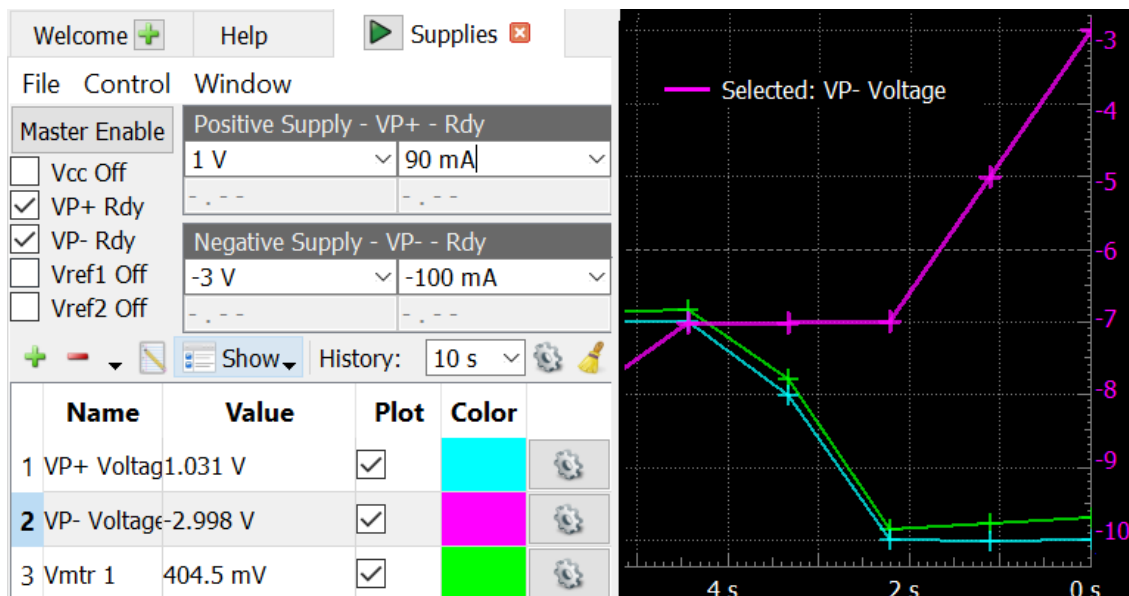 Welcome Help Supplies
File Control Window
Master Enable
Vcc Off
VP+ Rdy
VP- Rdy
Vref1 Off
Vref2 Off
Positive Supply - VP+ - Rdy
1 V 90 mA
-.-- -.--
Negative Supply - VP- - Rdy
-3 V -100 mA
-.-- -.--
Show History: 10 s
Name Value Plot Color
1 VP+ Voltag 1.031 V
2 VP- Voltage -2.998 V
3 Vmtr 1 404.5 mV
Selected: VP- Voltage
-3
-4
-5
-6
-7
-8
-9
-10
4 s 2 s 0 s